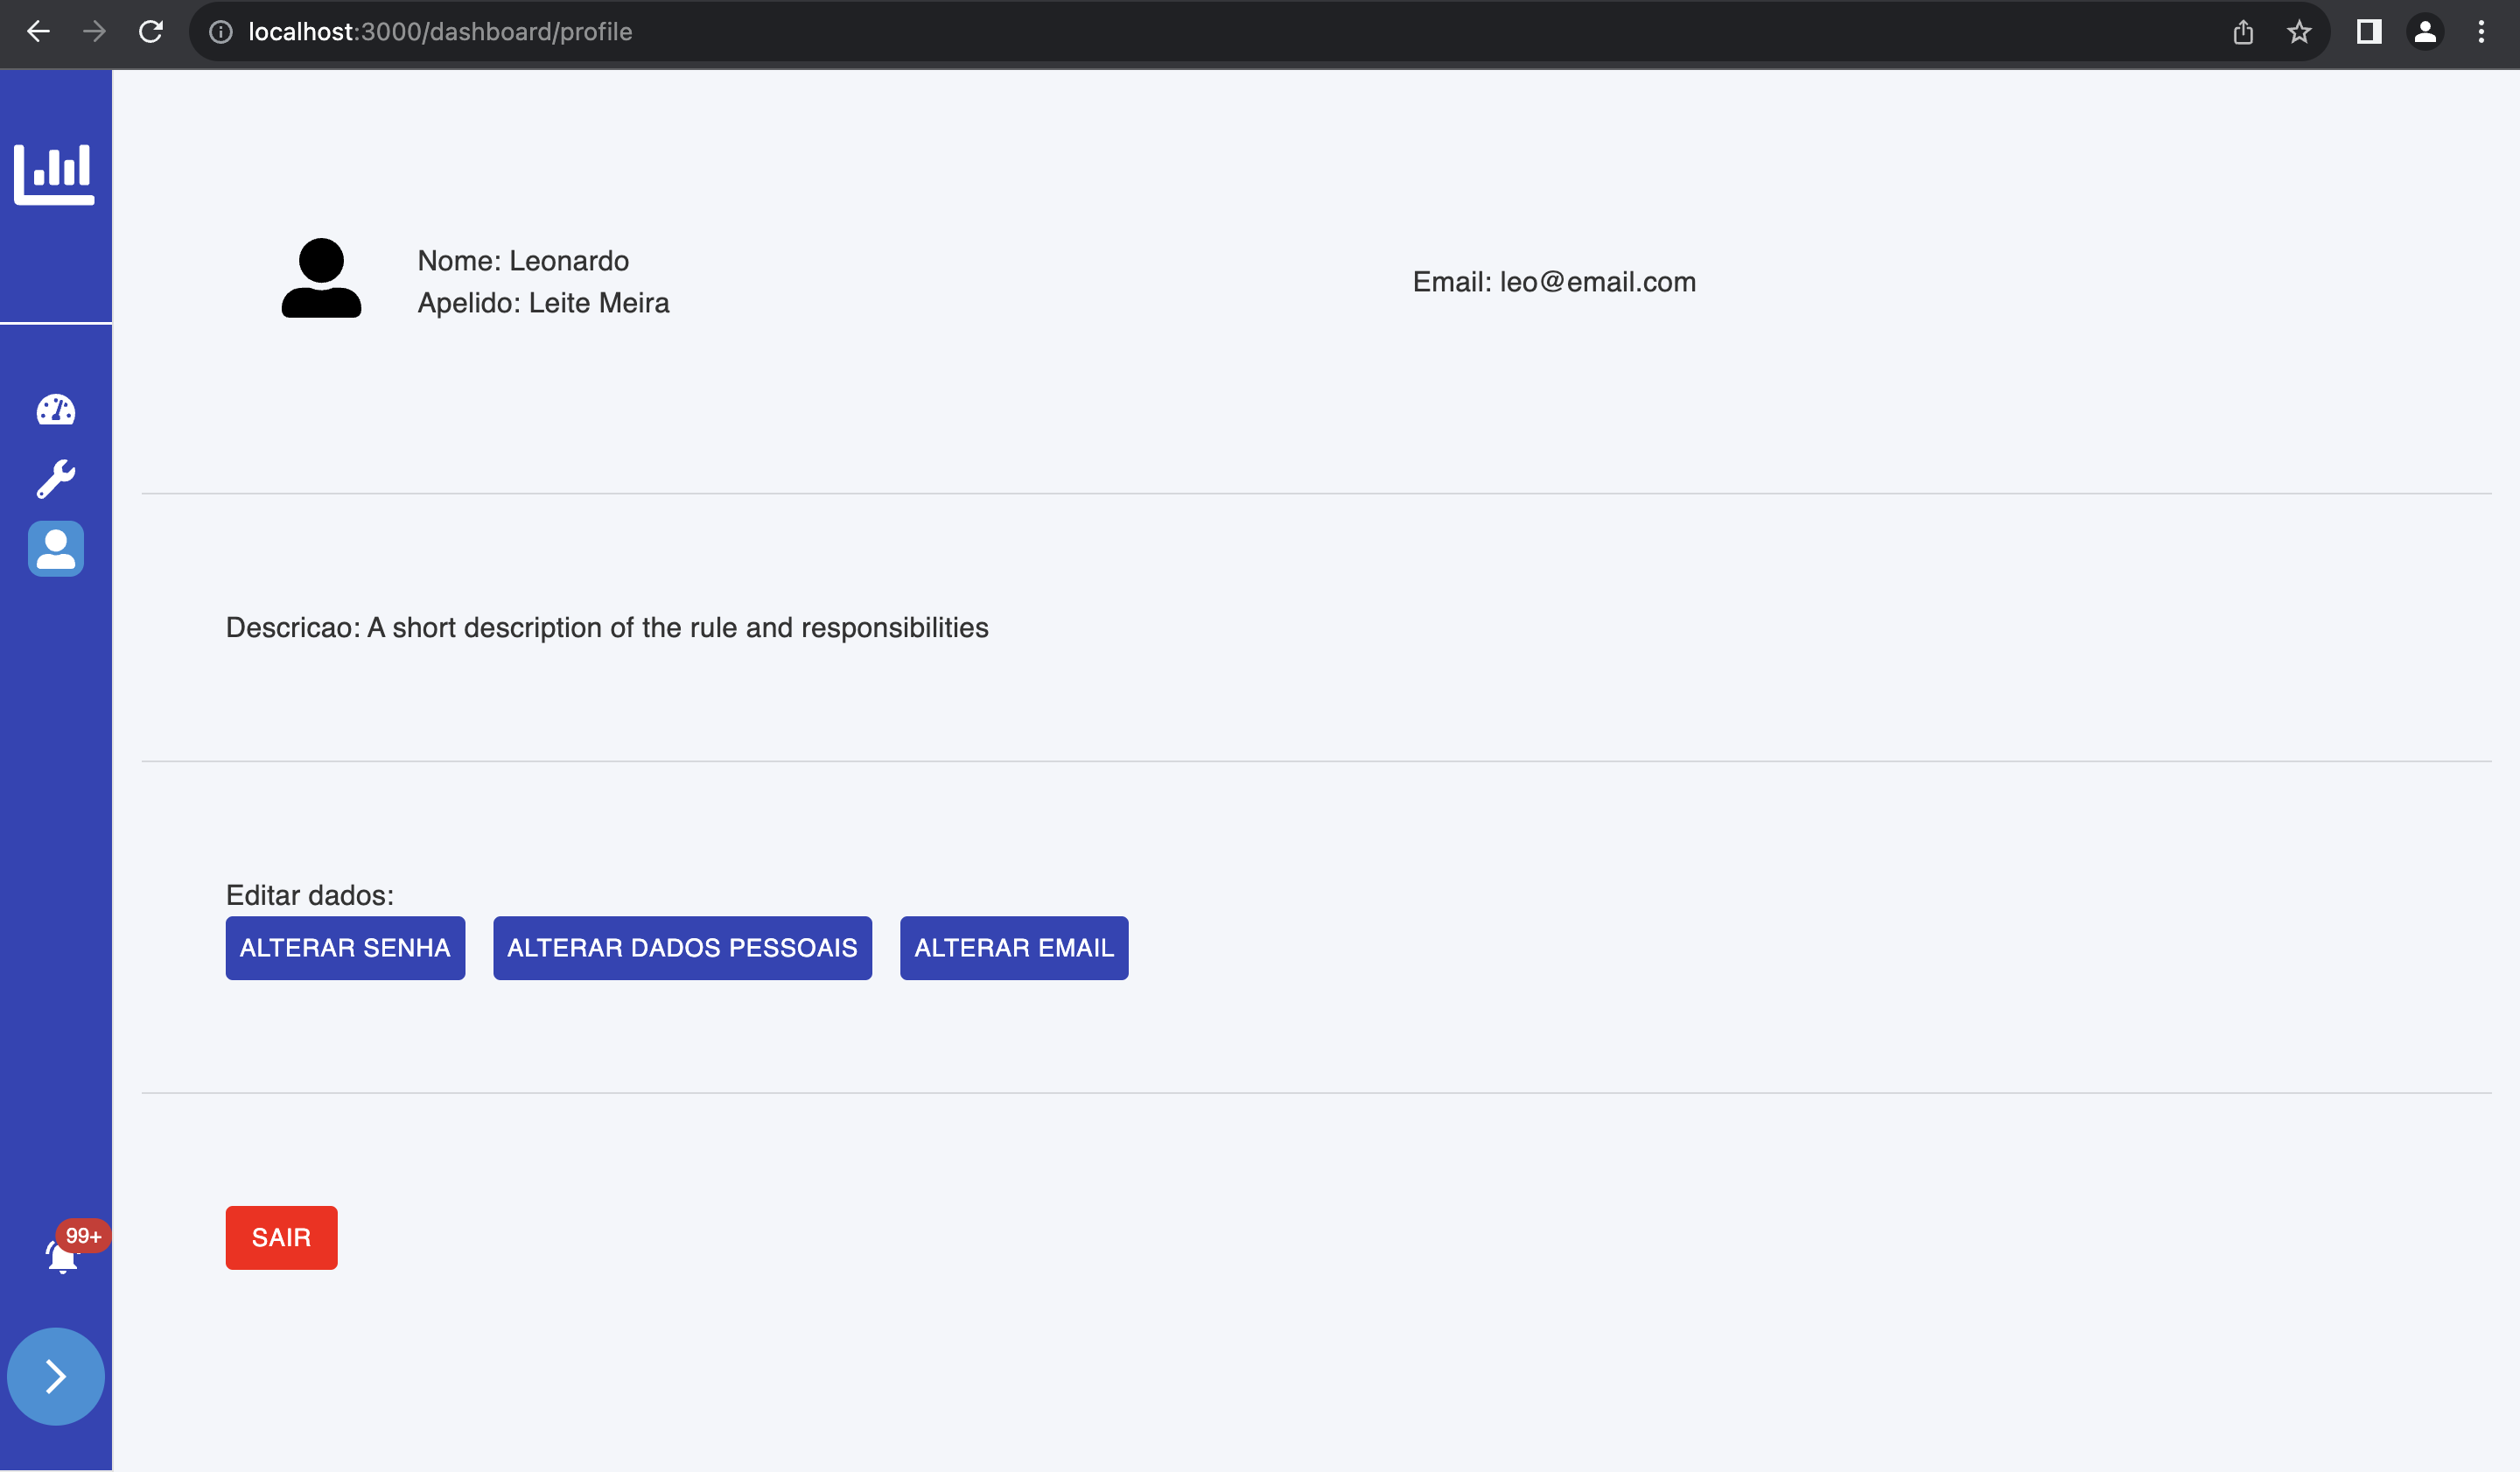 localhost:3000/dashboard/profile
Nome: Leonardo
Apelido: Leite Meira
Email: leo@email.com
Descricao: A short description of the rule and responsibilities
Editar dados:
ALTERAR SENHA
ALTERAR DADOS PESSOAIS
ALTERAR EMAIL
99+
SAIR